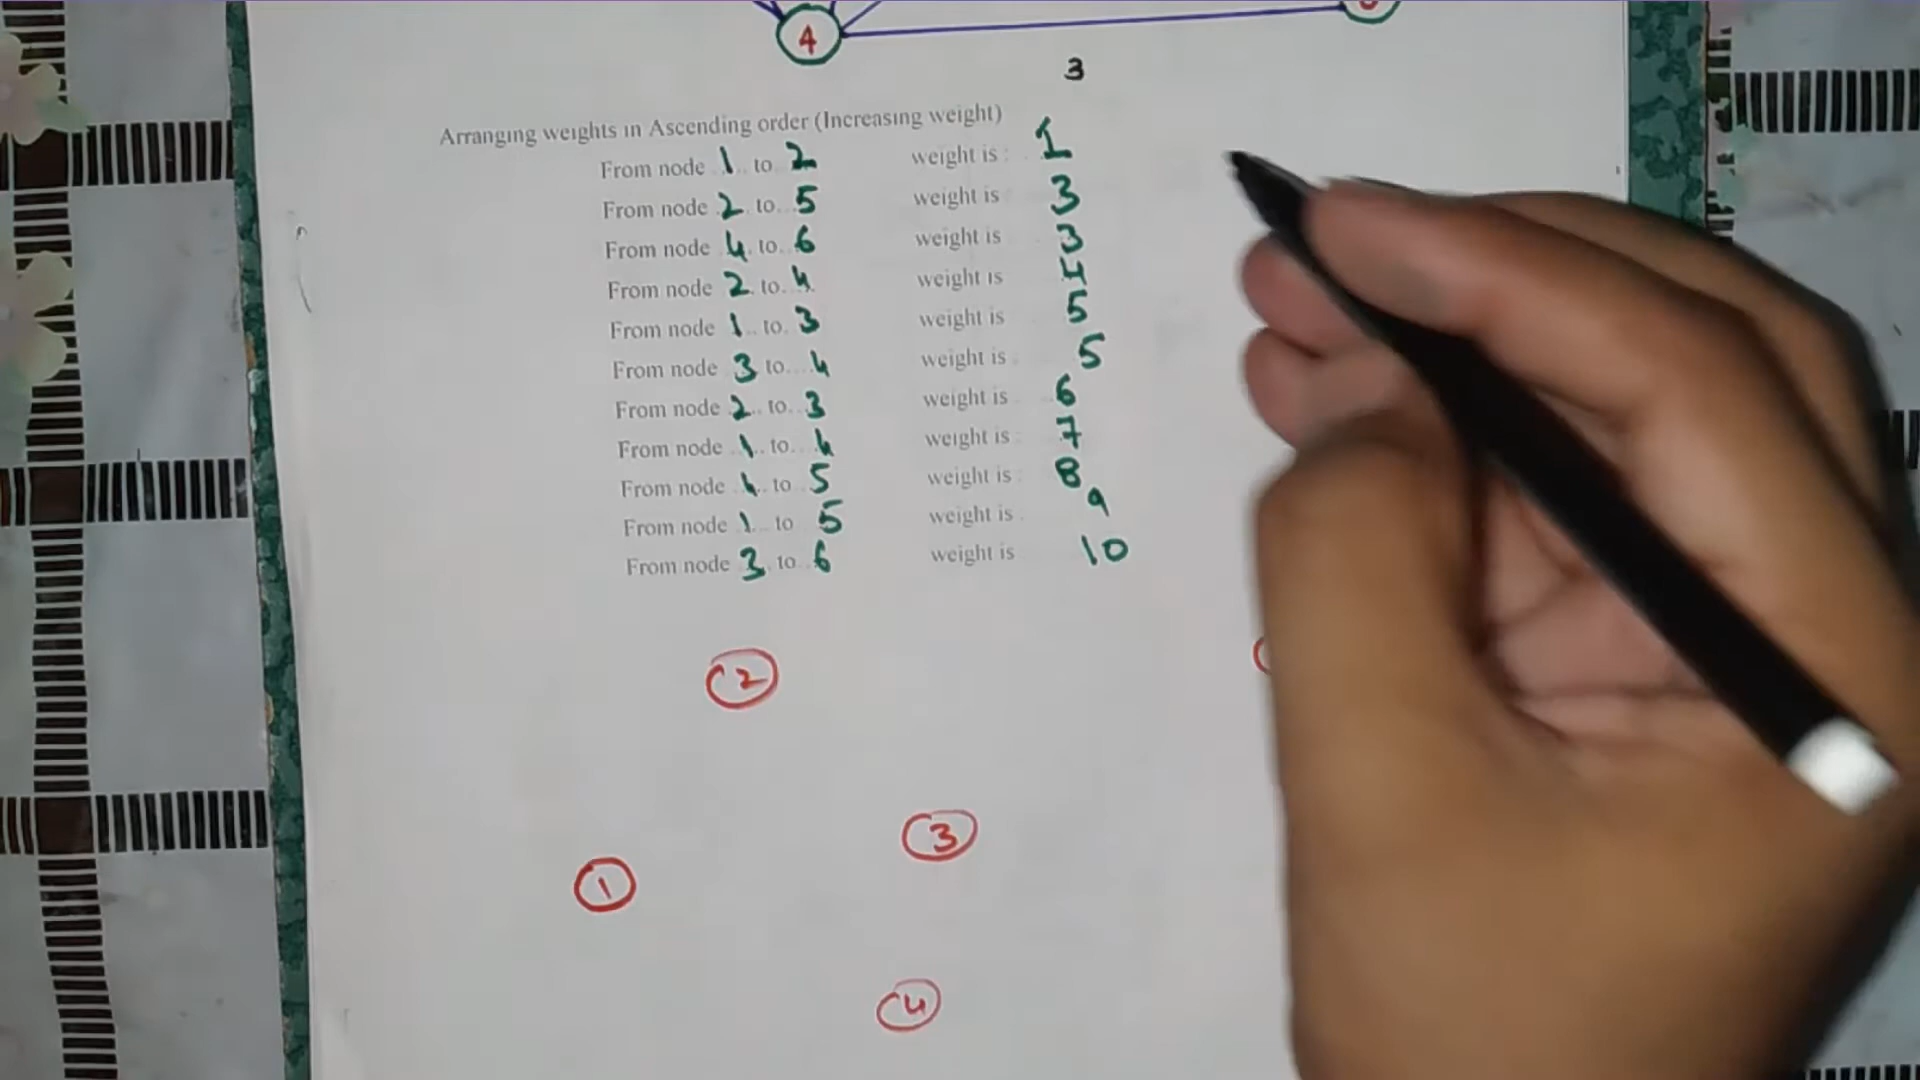 4
3
Arranging weights in Ascending order (Increasing weight)
From node 1 to 2 weight is : 1
From node 2 to 5 weight is 3
From node 4 to 6 weight is 3
From node 2 to 4 weight is 4
From node 1 to 3 weight is 5
From node 3 to 4 weight is 5
From node 2 to 3 weight is 6
From node 1 to 4 weight is : 7
From node 4 to 5 weight is : 8
From node 1 to 5 weight is 9
From node 3 to 6 weight is 10
2
3
1
4